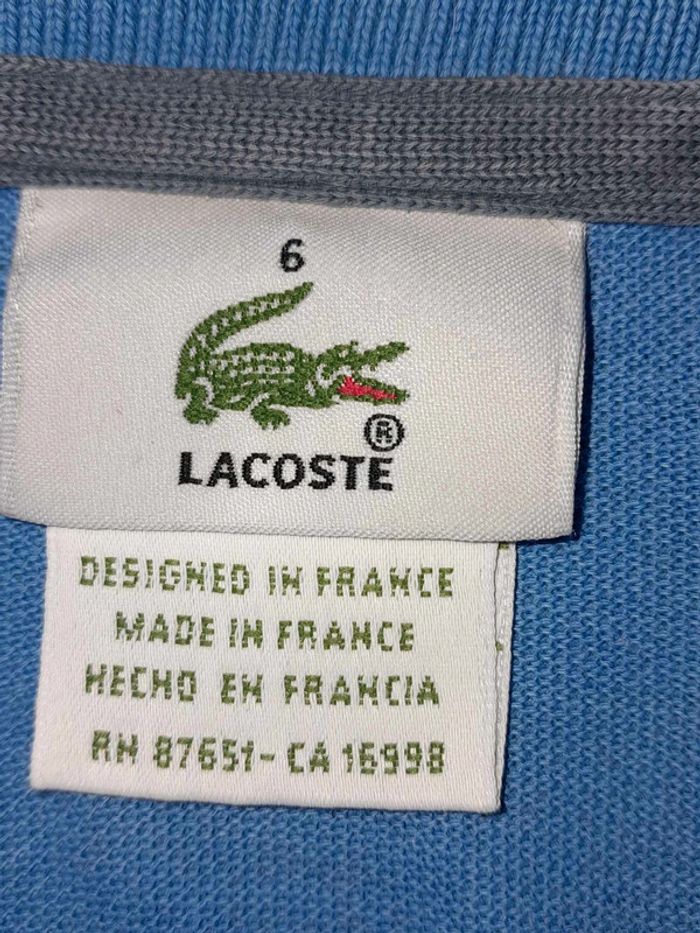 6
®
LACOSTE
DESIGNED IN FRANCE
MADE IN FRANCE
HECHO EN FRANCIA
RN 87651-CA 16998